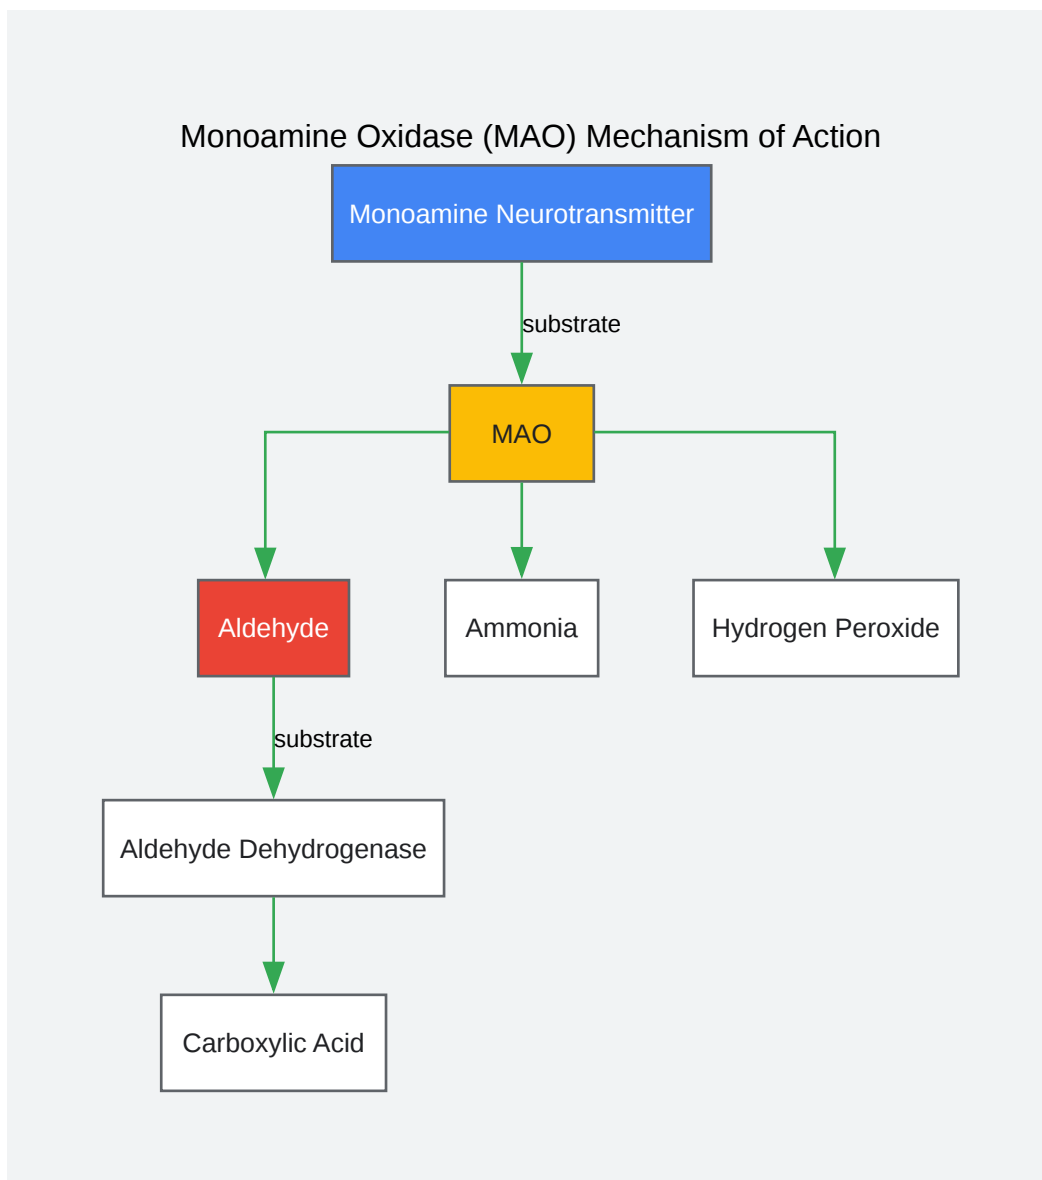 Monoamine Oxidase (MAO) Mechanism of Action
Monoamine Neurotransmitter
substrate
MAO
Aldehyde
Ammonia
Hydrogen Peroxide
substrate
Aldehyde Dehydrogenase
Carboxylic Acid